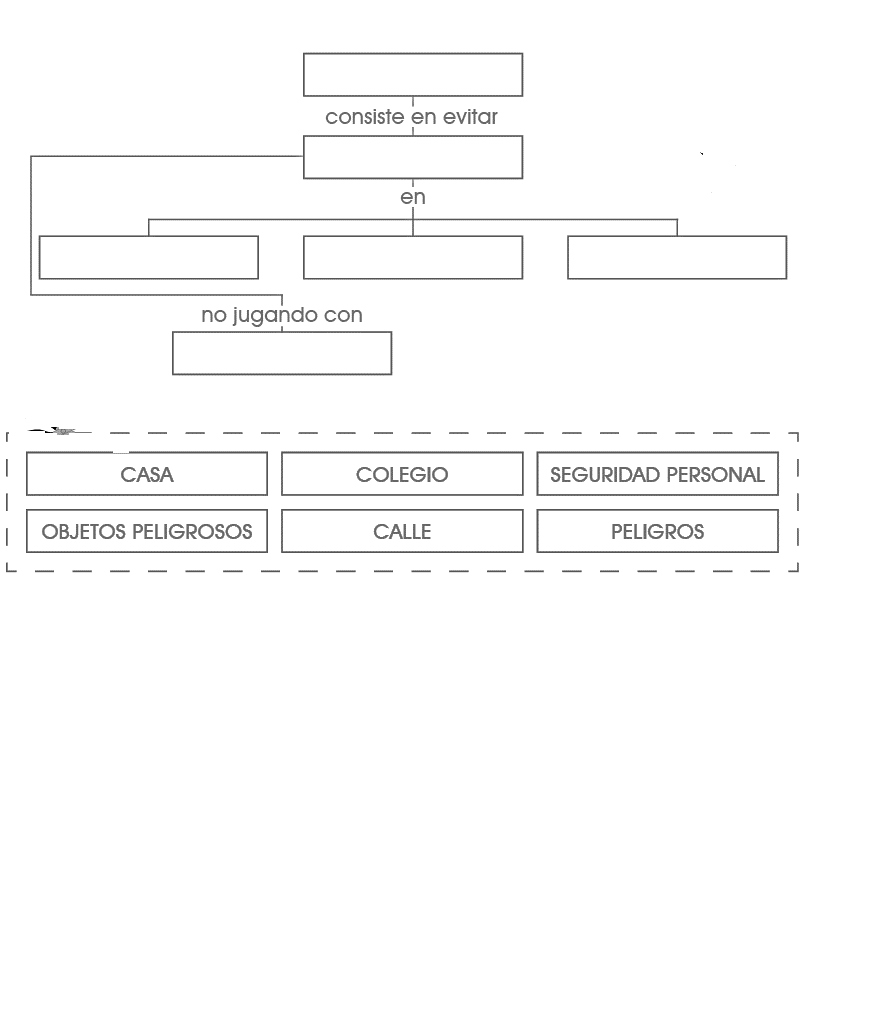 consiste en evitar
en
no jugando con
CASA
COLEGIO
SEGURIDAD PERSONAL
OBJETOS PELIGROSOS
CALLE
PELIGROS